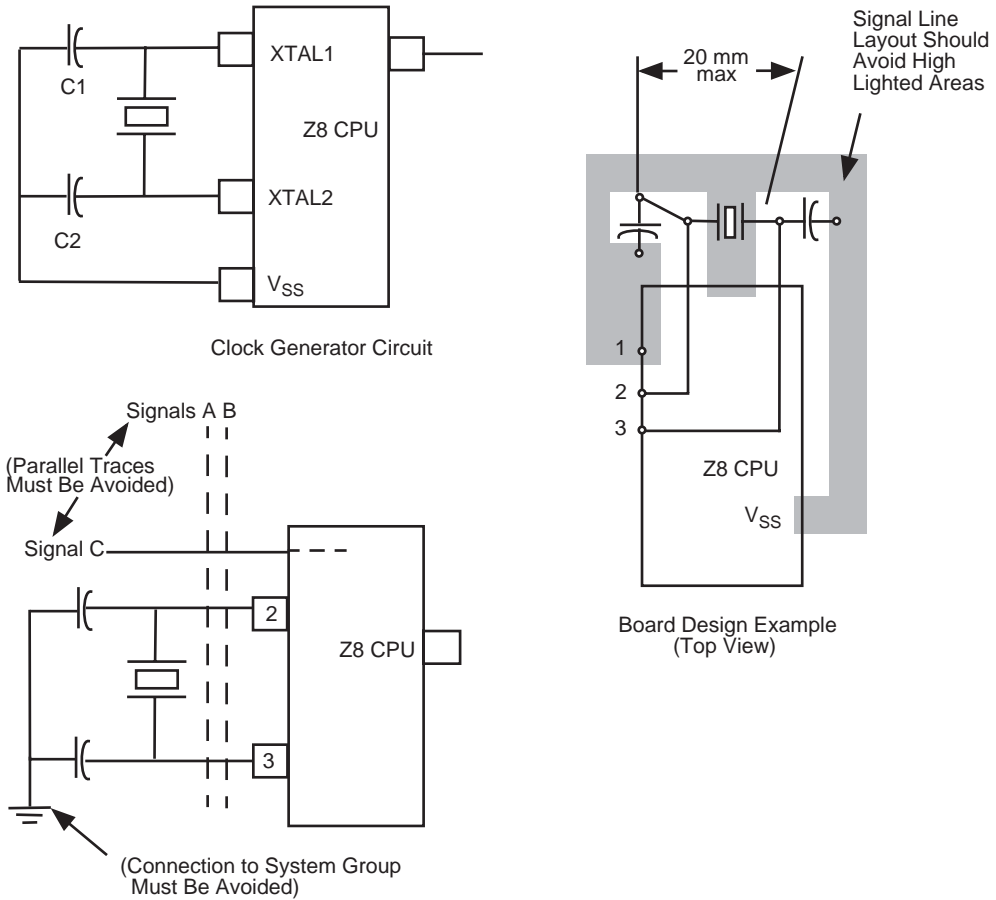 C1
XTAL1
Z8 CPU
XTAL2
C2
VSS
Clock Generator Circuit
Signals A B
(Parallel Traces
Must Be Avoided)
Signal C
2
Z8 CPU
3
(Connection to System Group
Must Be Avoided)
Signal Line
Layout Should
Avoid High
Lighted Areas
20 mm
max
1
2
3
Z8 CPU
VSS
Board Design Example
(Top View)